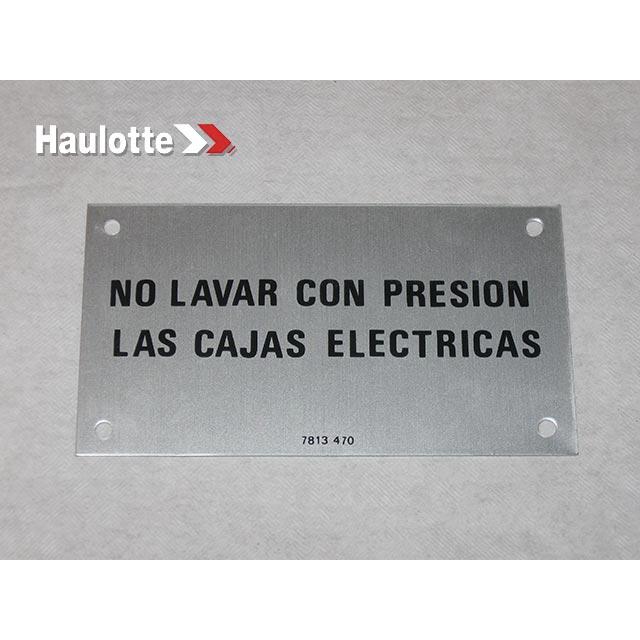 Haulotte
NO LAVAR CON PRESION
LAS CAJAS ELECTRICAS
7813 470